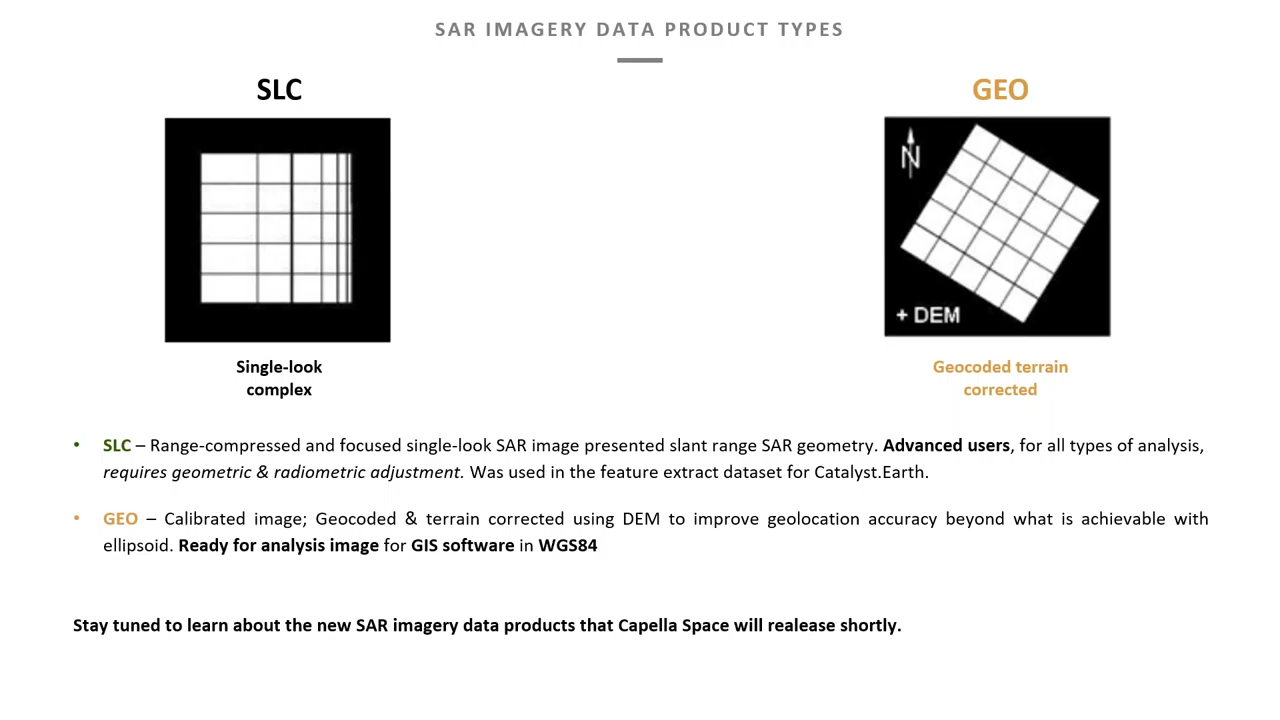 SAR IMAGERY DATA PRODUCT TYPES
SLC
GEO
N
+ DEM
Single-look
complex
Geocoded terrain
corrected
• SLC – Range-compressed and focused single-look SAR image presented slant range SAR geometry. Advanced users, for all types of analysis,
requires geometric & radiometric adjustment. Was used in the feature extract dataset for Catalyst.Earth.
• GEO – Calibrated image; Geocoded & terrain corrected using DEM to improve geolocation accuracy beyond what is achievable with
ellipsoid. Ready for analysis image for GIS software in WGS84
Stay tuned to learn about the new SAR imagery data products that Capella Space will realease shortly.